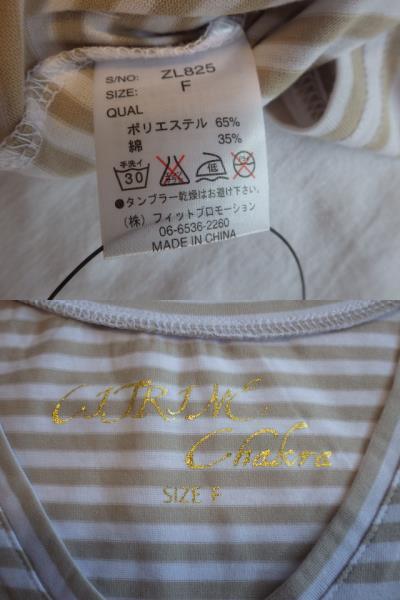 S/NO: ZL825
SIZE: F
QUAL
ポリエステル 65%
綿 35%
手洗イ
30
低
●タンブラー乾燥はお避け下さい。
(株) フィットプロモーション
06-6536-2260
MADE IN CHINA
CITRINE
Chakra
SIZE F